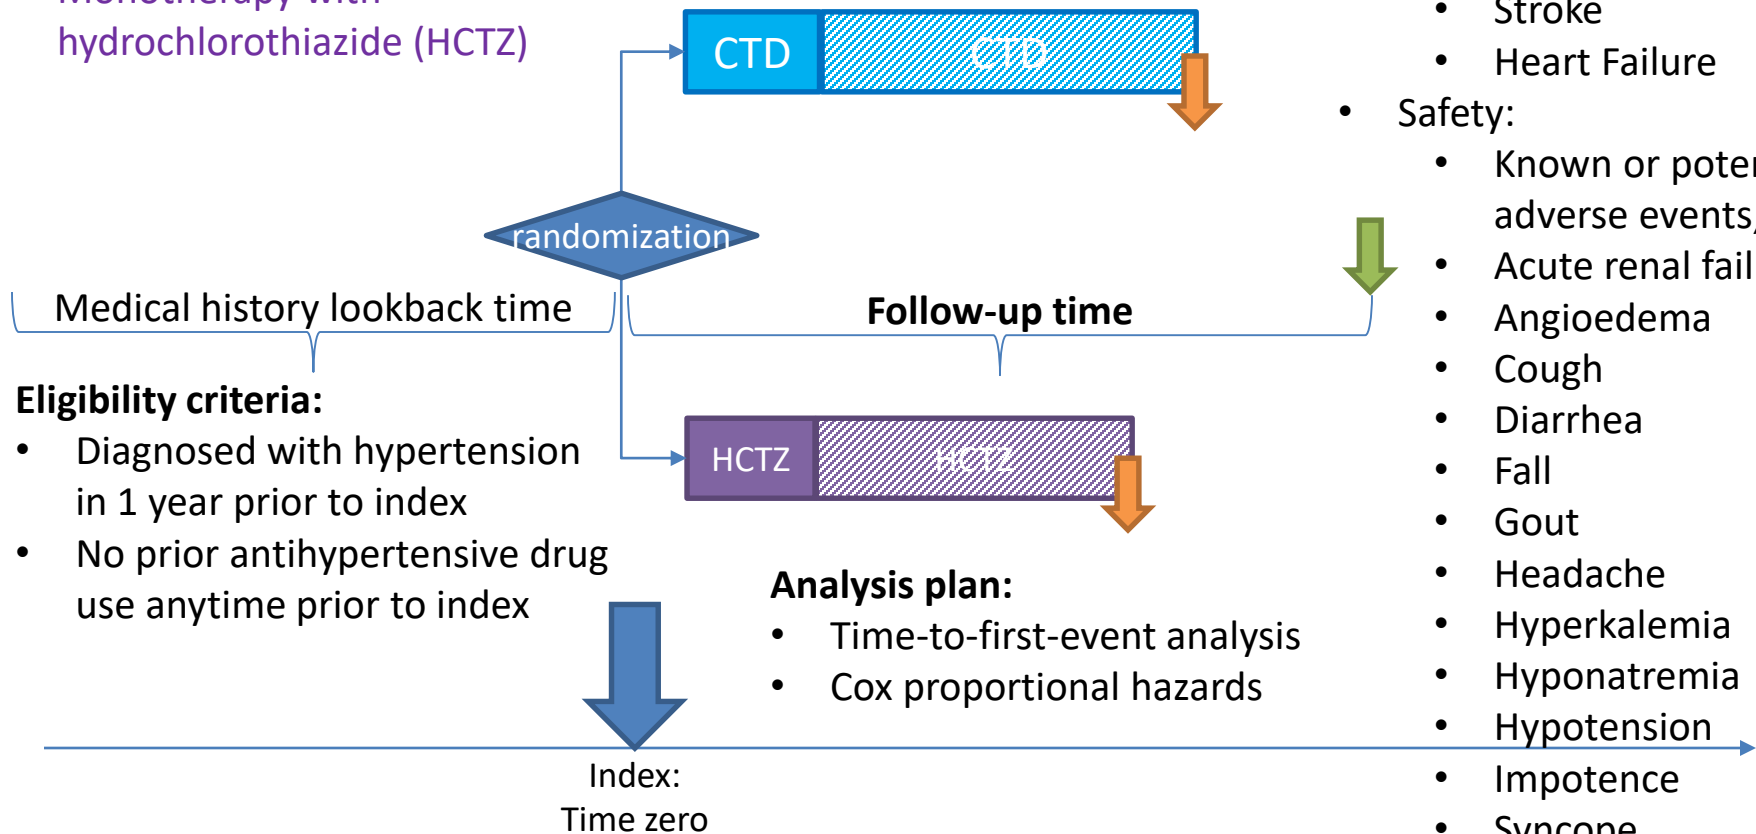 Monotherapy with
hydrochlorothiazide (HCTZ)
CTD
CTD
randomization
Medical history lookback time
Follow-up time
Eligibility criteria:
• Diagnosed with hypertension
in 1 year prior to index
• No prior antihypertensive drug
use anytime prior to index
HCTZ
HCTZ
Analysis plan:
• Time-to-first-event analysis
• Cox proportional hazards
Index:
Time zero
• Stroke
• Heart Failure
• Safety:
• Known or poten
adverse events,
• Acute renal fail
• Angioedema
• Cough
• Diarrhea
• Fall
• Gout
• Headache
• Hyperkalemia
• Hyponatremia
• Hypotension
• Impotence
• Syncope